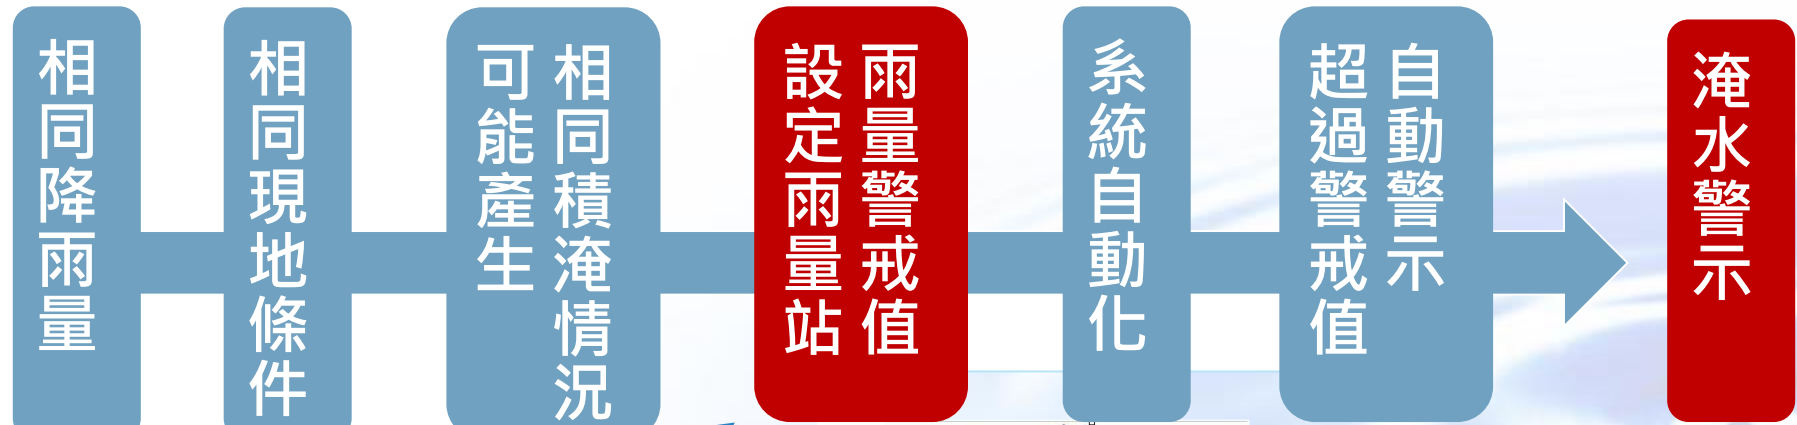 相同降雨量
相同現地條件
可能產生
相同積淹情況
設定雨量站
雨量警戒值
系統自動化
超過警戒值
自動警示
淹水警示